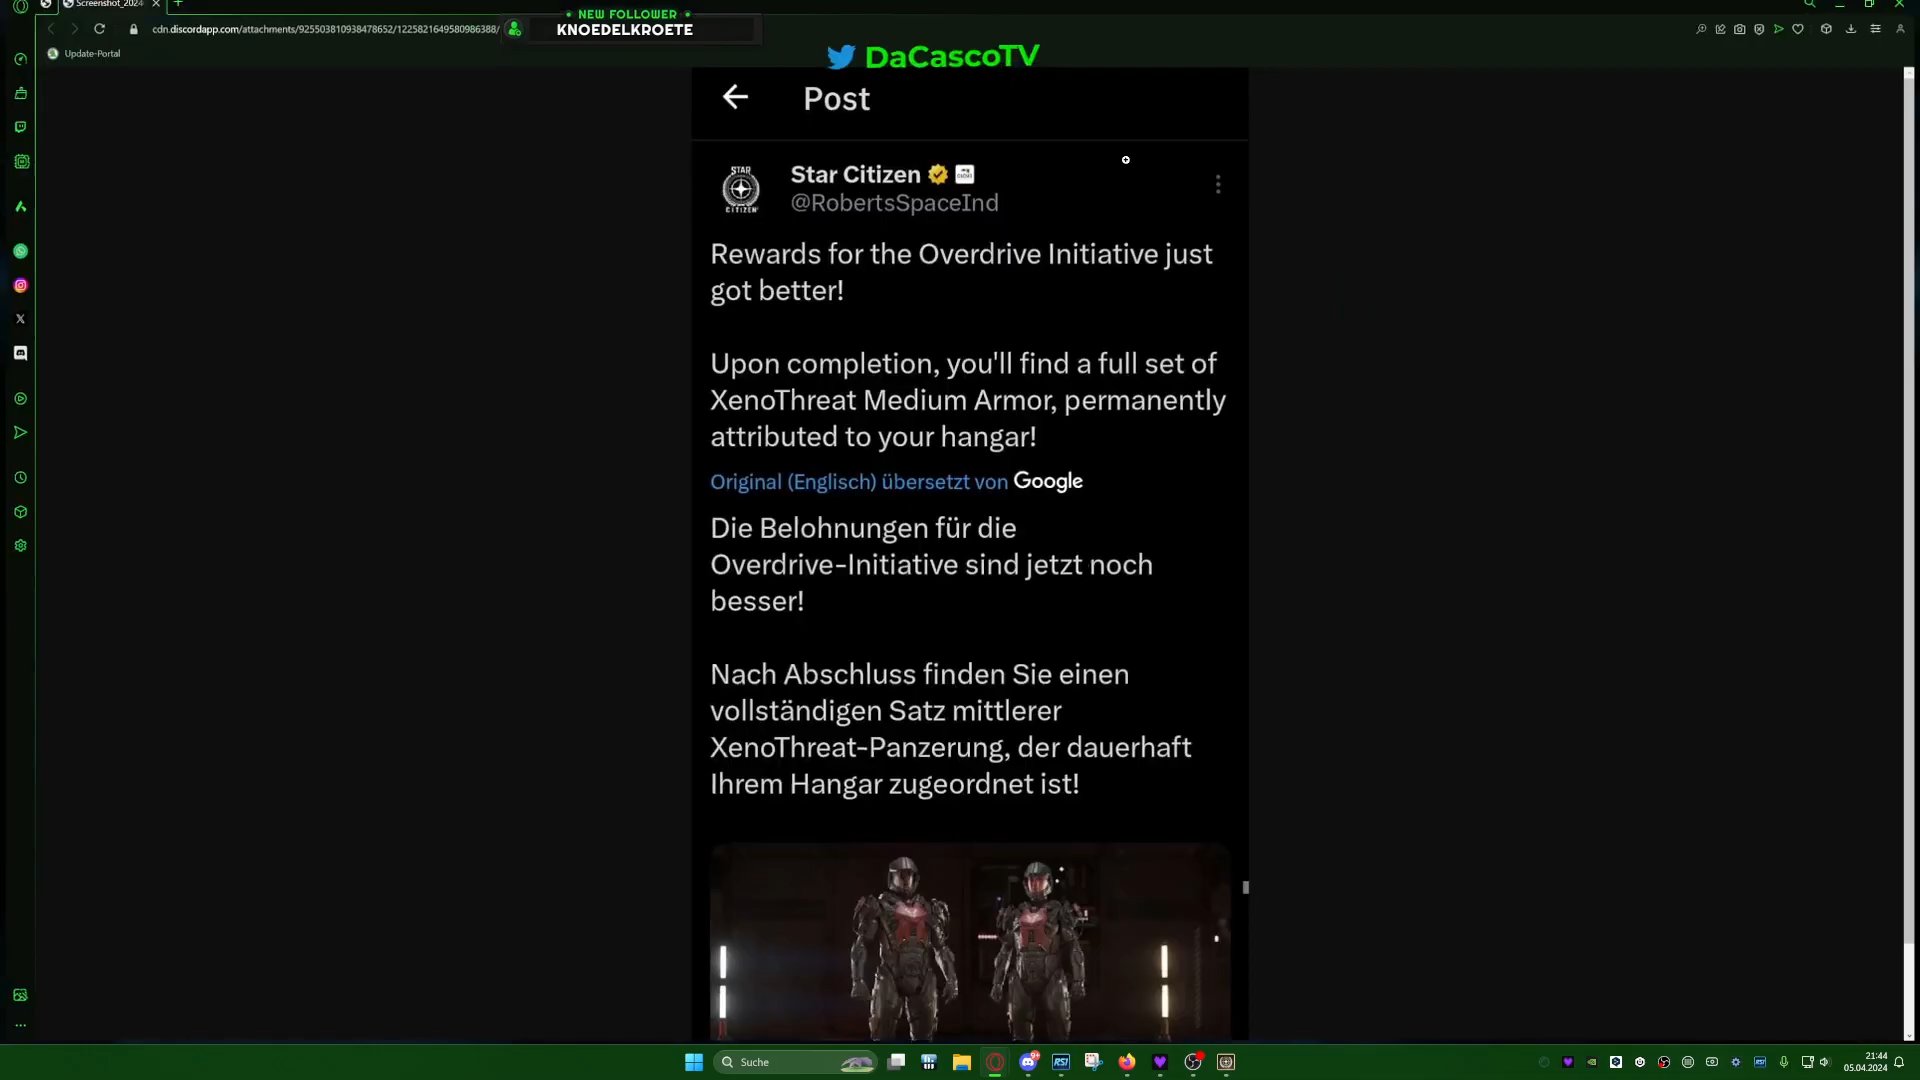 Screenshot_2024
NEW FOLLOWER
KNOEDELKROETE
cdn.discordapp.com/attachments/925503810938478652/1225821649580986388/
Update-Portal
DaCascoTV
Post
STAR
CITIZEN
Star Citizen
@RobertsSpaceInd
Rewards for the Overdrive Initiative just
got better!
Upon completion, you'll find a full set of
XenoThreat Medium Armor, permanently
attributed to your hangar!
Original (Englisch) übersetzt von Google
Die Belohnungen für die
Overdrive-Initiative sind jetzt noch
besser!
Nach Abschluss finden Sie einen
vollständigen Satz mittlerer
XenoThreat-Panzerung, der dauerhaft
Ihrem Hangar zugeordnet ist!
Suche
RSI
21:44
05.04.2024